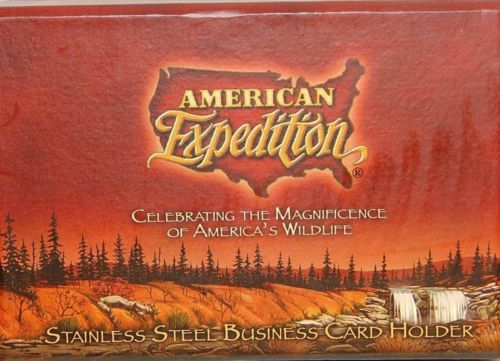 AMERICAN
Expedition®
CELEBRATING THE MAGNIFICENCE
OF AMERICA'S WILDLIFE
STAINLESS STEEL BUSINESS CARD HOLDER